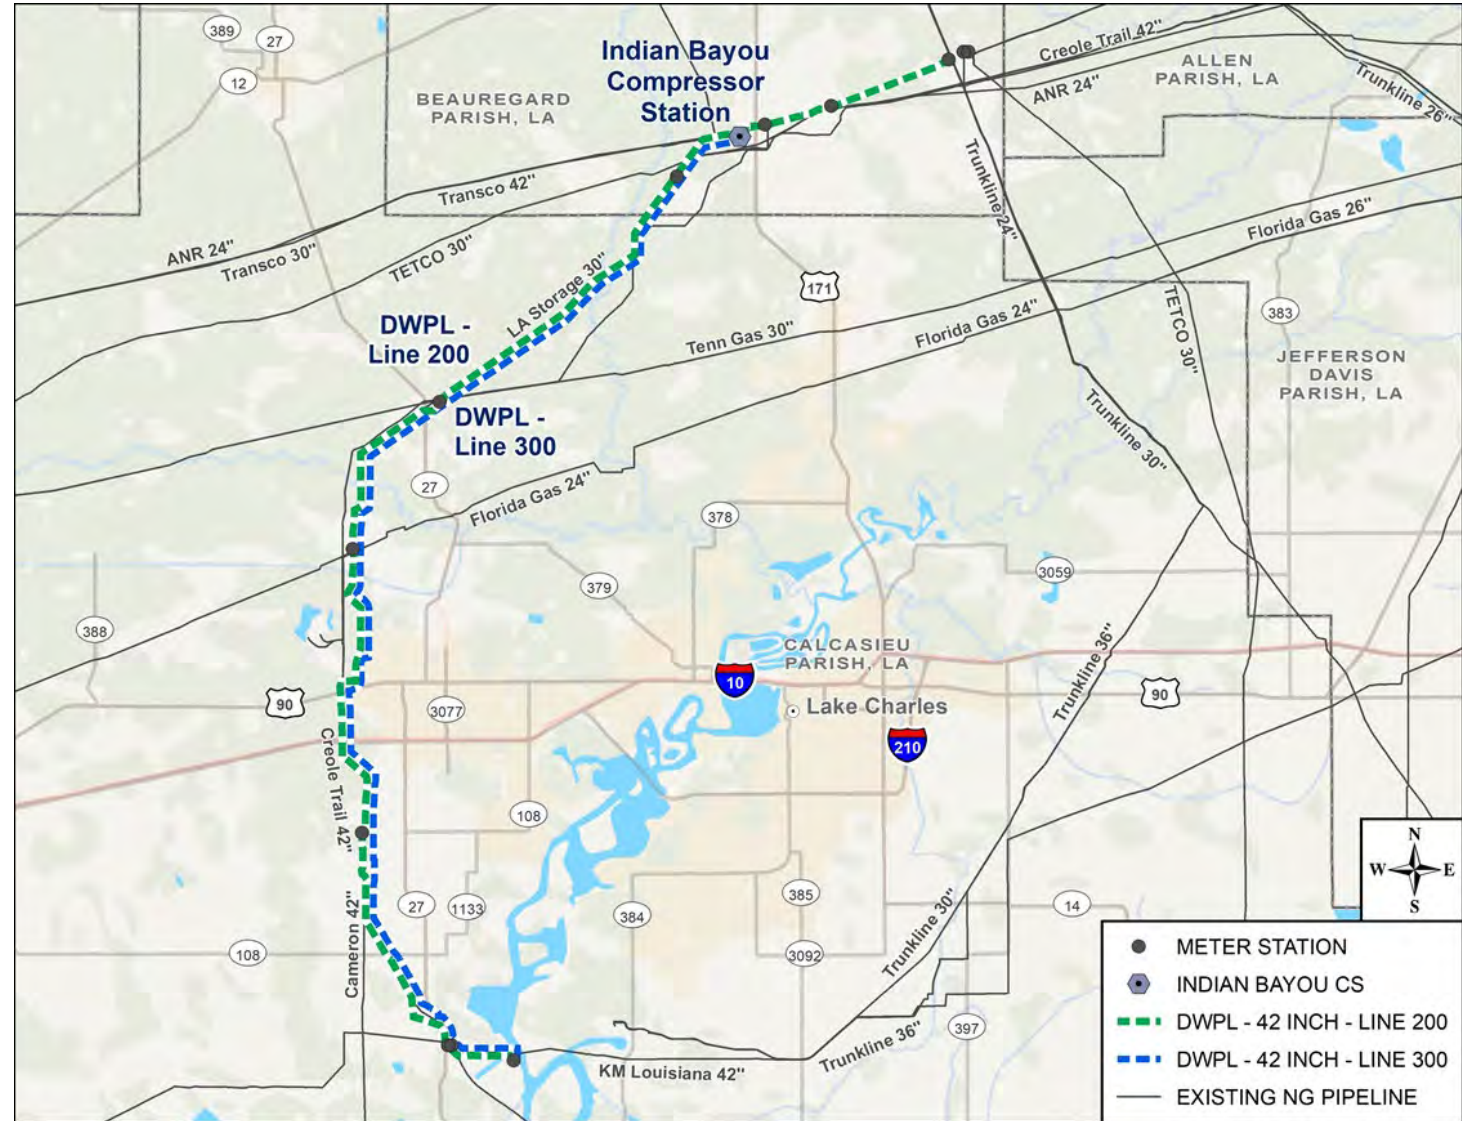 389
27
12
Indian Bayou
Compressor
Station
BEAUREGARD
PARISH, LA
Creole Trail 42"
ALLEN
PARISH, LA
ANR 24"
Trunkline 26"
Transco 42"
Trunkline 24"
ANR 24"
Transco 30"
TETCO 30"
Florida Gas 26"
LA Storage 30"
171
TETCO 30"
383
DWPL -
Line 200
Tenn Gas 30"
Florida Gas 24"
JEFFERSON
DAVIS
PARISH, LA
DWPL -
Line 300
Trunkline 30"
27
Florida Gas 24"
378
379
3059
388
CALCASIEU
PARISH, LA
Trunkline 36"
10
90
90
3077
Lake Charles
210
Creole Trail 42"
108
N
W
E
S
27
1133
384
385
14
Cameron 42"
108
3092
Trunkline 30"
397
Trunkline 36"
KM Louisiana 42"
METER STATION
INDIAN BAYOU CS
DWPL - 42 INCH - LINE 200
DWPL - 42 INCH - LINE 300
EXISTING NG PIPELINE